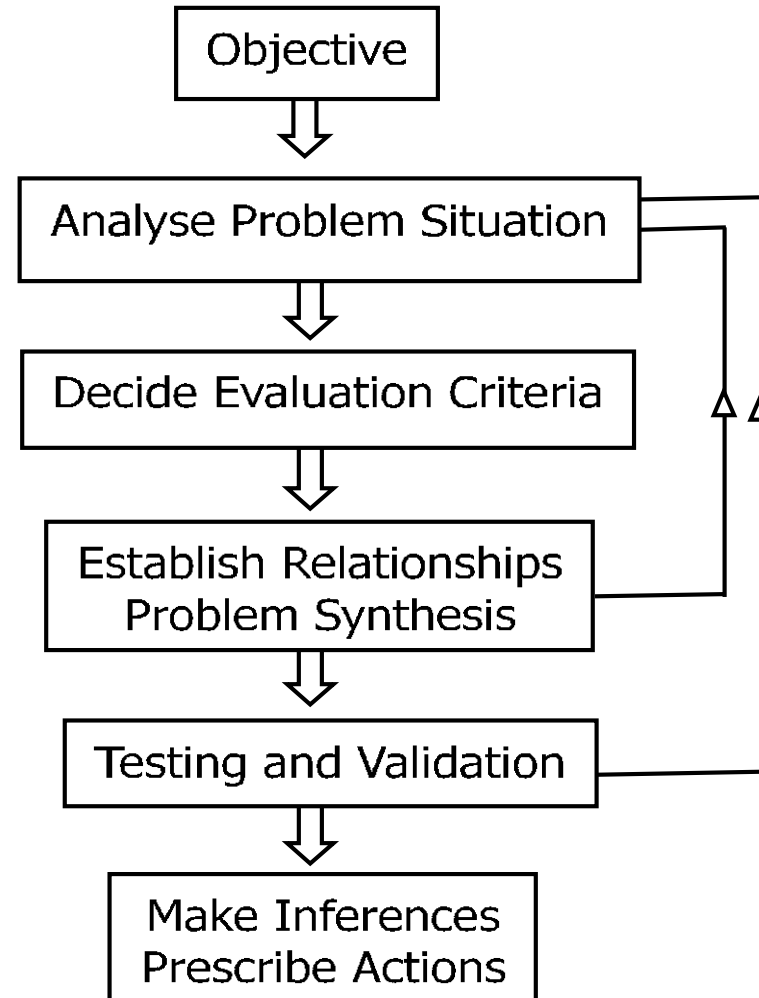 Objective
Analyse Problem Situation
Decide Evaluation Criteria
Establish Relationships
Problem Synthesis
Testing and Validation
Make Inferences
Prescribe Actions